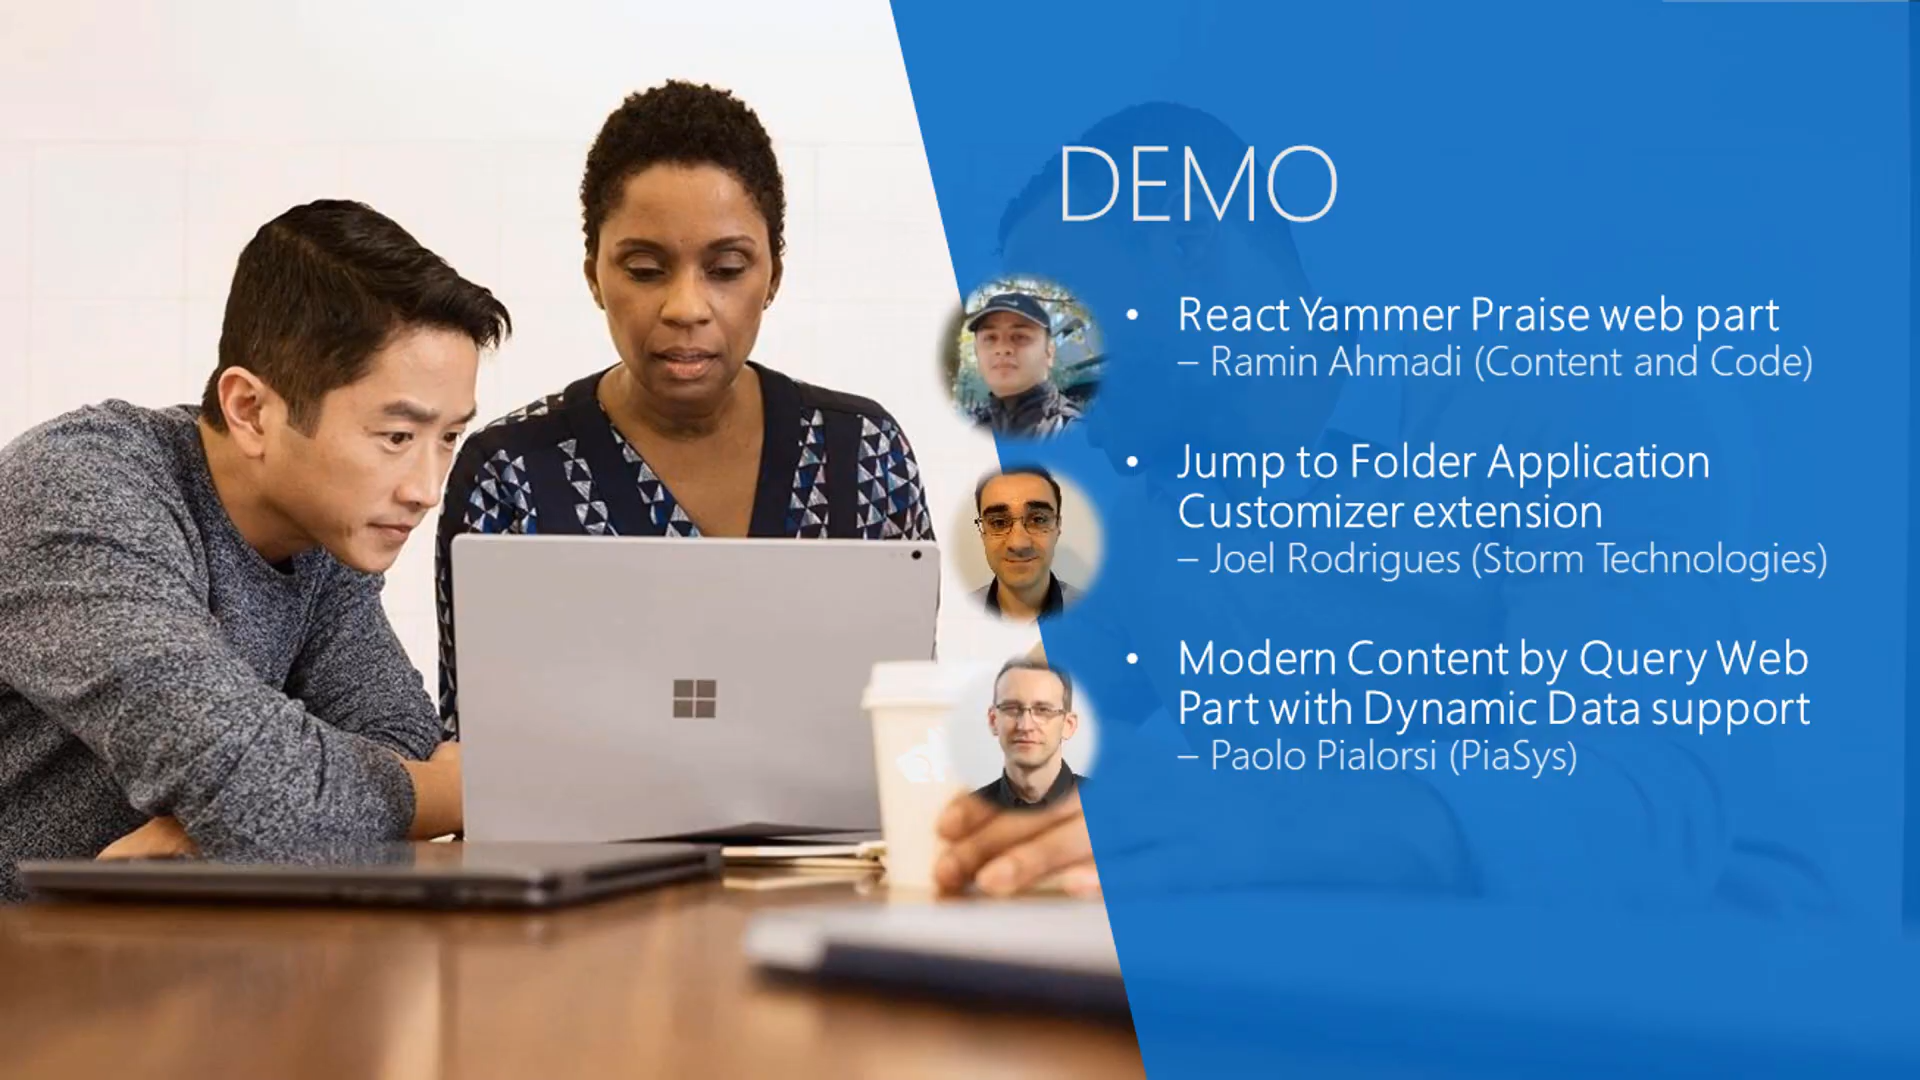 DEMO
• React Yammer Praise web part
– Ramin Ahmadi (Content and Code)
• Jump to Folder Application
Customizer extension
– Joel Rodrigues (Storm Technologies)
• Modern Content by Query Web
Part with Dynamic Data support
– Paolo Pialorsi (PiaSys)